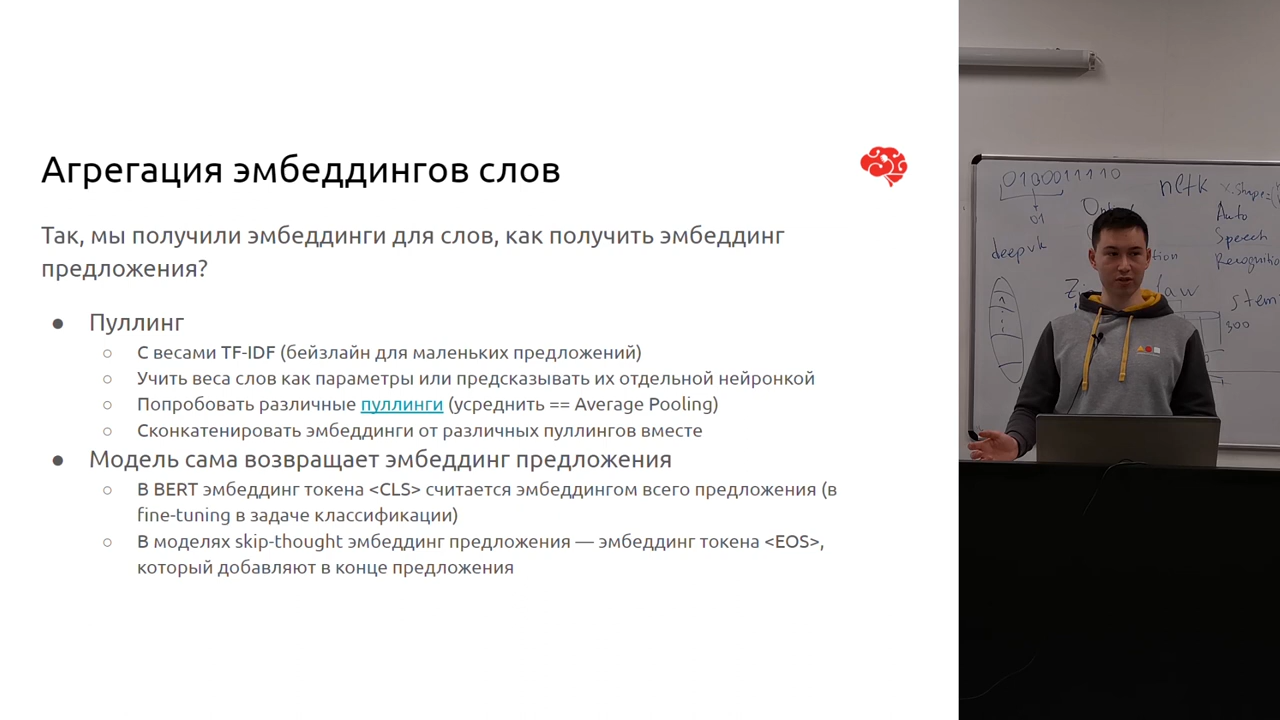 Агрегация эмбеддингов слов
Так, мы получили эмбеддинги для слов, как получить эмбеддинг
предложения?
● Пуллинг
○ С весами TF-IDF (бейзлайн для маленьких предложений)
○ Учить веса слов как параметры или предсказывать их отдельной нейронкой
○ Попробовать различные пуллинги (усреднить == Average Pooling)
○ Сконкатенировать эмбеддинги от различных пуллингов вместе
● Модель сама возвращает эмбеддинг предложения
○ В BERT эмбеддинг токена <CLS> считается эмбеддингом всего предложения (в
fine-tuning в задаче классификации)
○ В моделях skip-thought эмбеддинг предложения — эмбеддинг токена <EOS>,
который добавляют в конце предложения
0100011110
01
deepvk
nltk
Auto
Speech
300